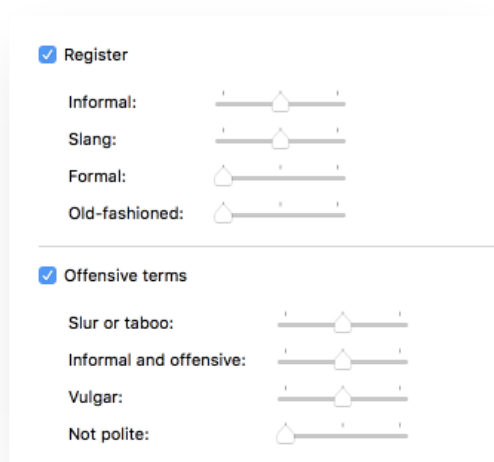 Register
Informal:
Slang:
Formal:
Old-fashioned:
Offensive terms
Slur or taboo:
Informal and offensive:
Vulgar:
Not polite: